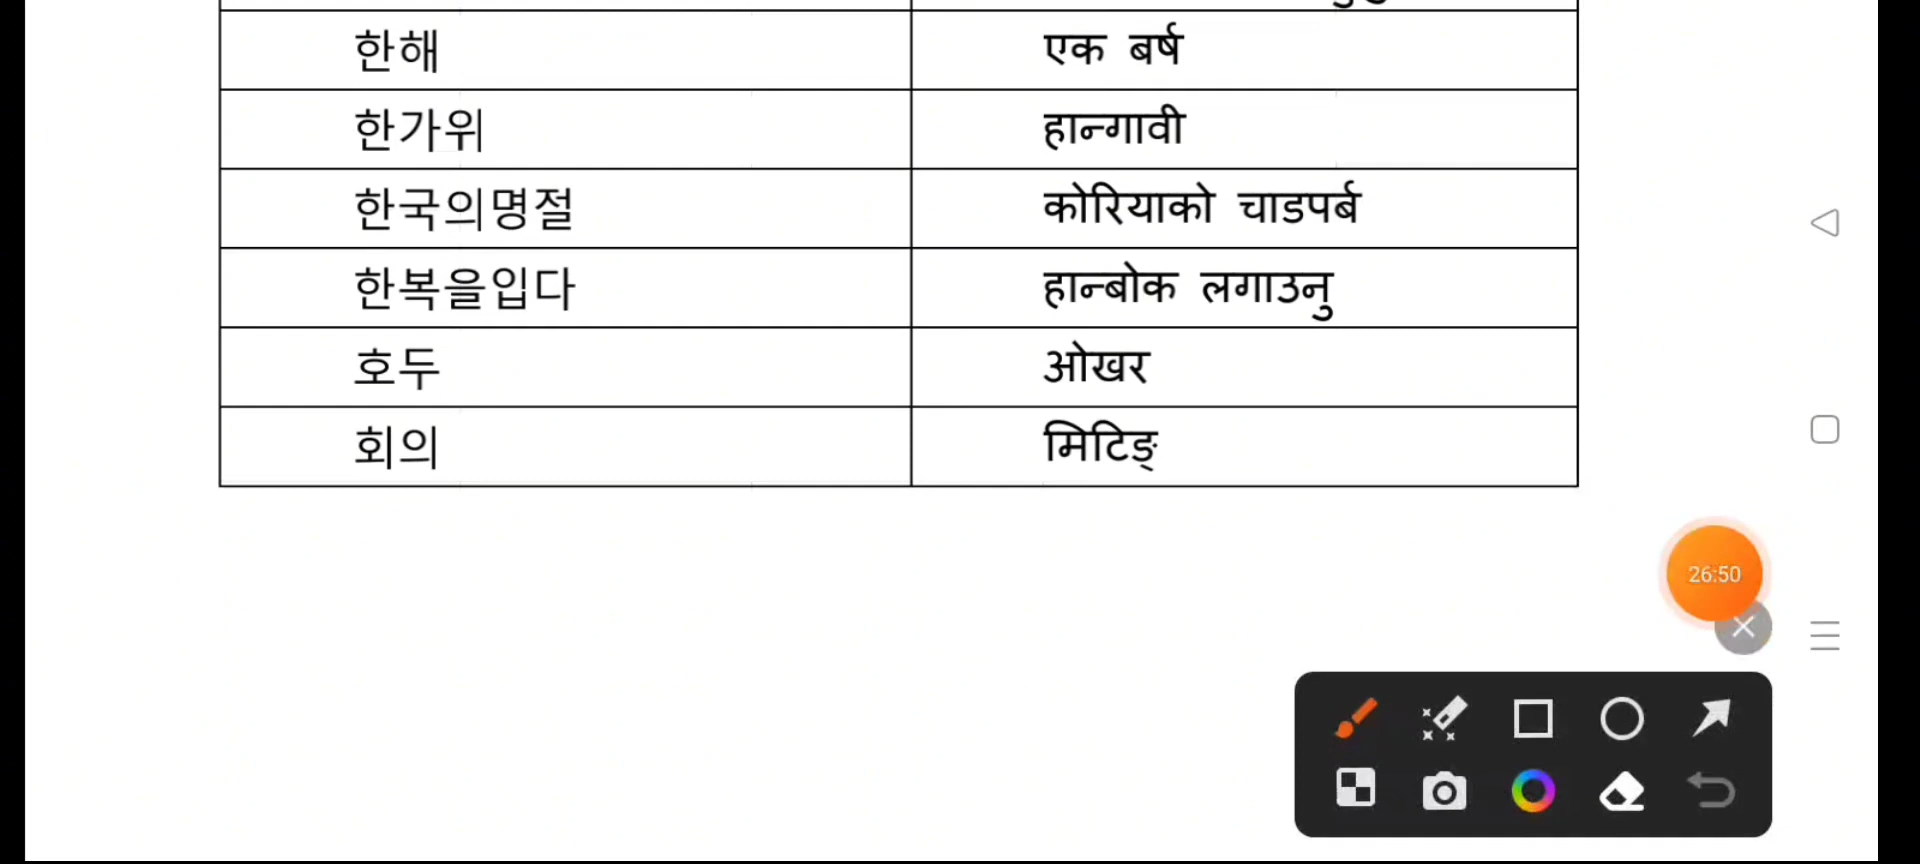 한해 एक बर्ष
한가위 हान्गावी
한국의명절 कोरियाको चाडपर्ब
한복을입다 हान्बोक लगाउनु
호두 ओखर
회의 मिटिङ्
26:50